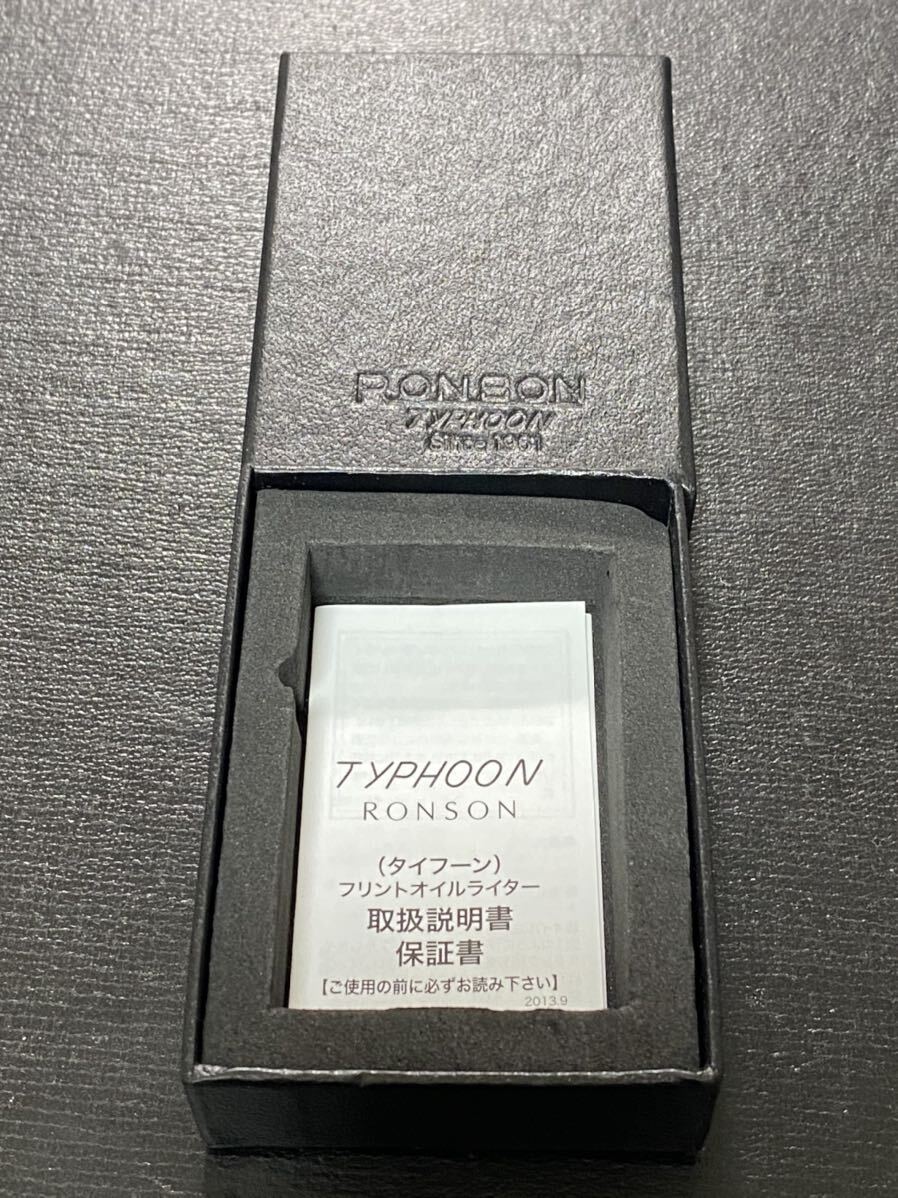 RONSON
TYPHOON
Since 1961
TYPHOON
RONSON
(タイフーン)
フリントオイルライター
取扱説明書
保証書
【ご使用の前に必ずお読み下さい】
2013.9